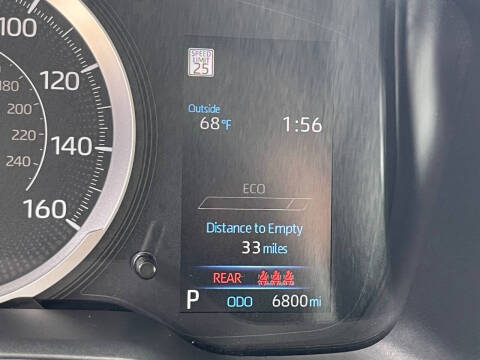 100
120
140
160
180
200
220
240
SPEED
LIMIT
25
Outside
68°F 1:56
ECO
Distance to Empty
33 miles
REAR
P ODO 6800 mi